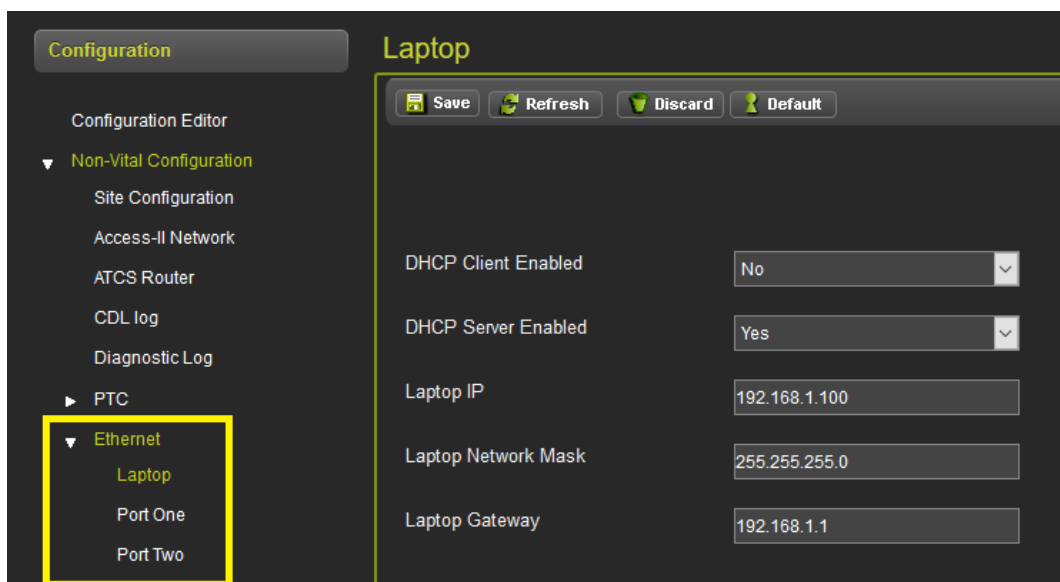 Configuration
Configuration Editor
Non-Vital Configuration
Site Configuration
Access-II Network
ATCS Router
CDL log
Diagnostic Log
PTC
Ethernet
Laptop
Port One
Port Two
Laptop
Save Refresh Discard Default
DHCP Client Enabled No
DHCP Server Enabled Yes
Laptop IP 192.168.1.100
Laptop Network Mask 255.255.255.0
Laptop Gateway 192.168.1.1